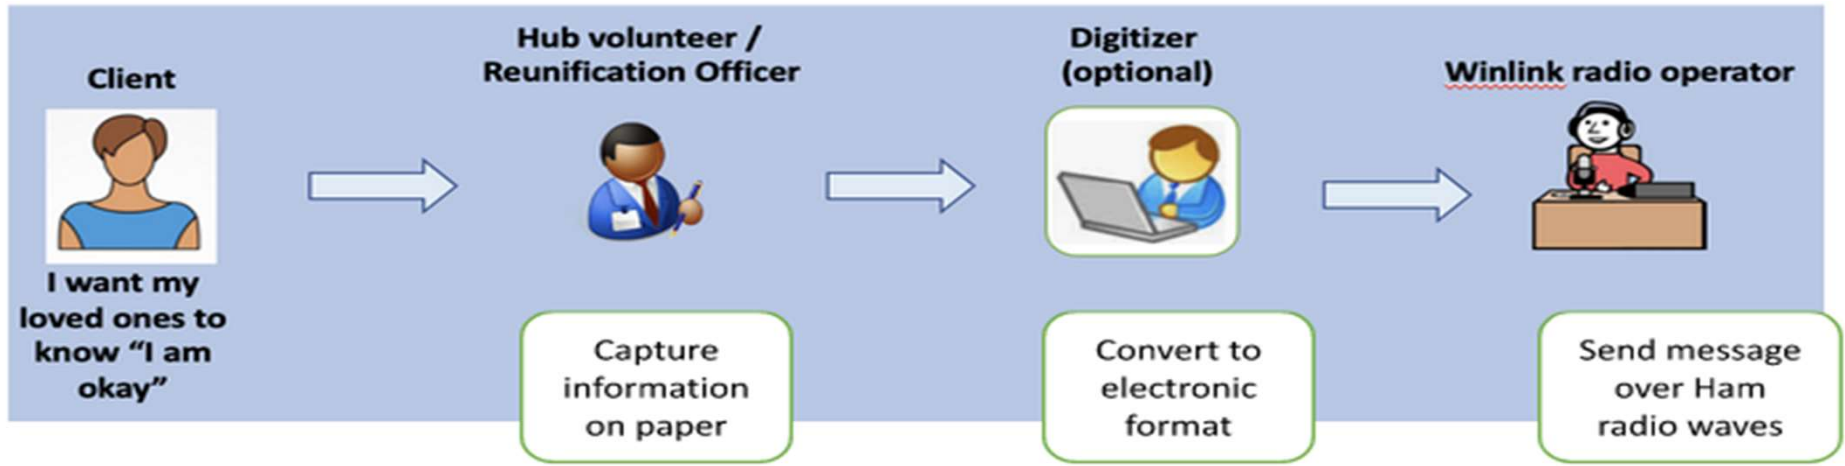 Client
I want my
loved ones to
know “I am
okay”
Hub volunteer /
Reunification Officer
Capture
information
on paper
Digitizer
(optional)
Convert to
electronic
format
Winlink radio operator
Send message
over Ham
radio waves